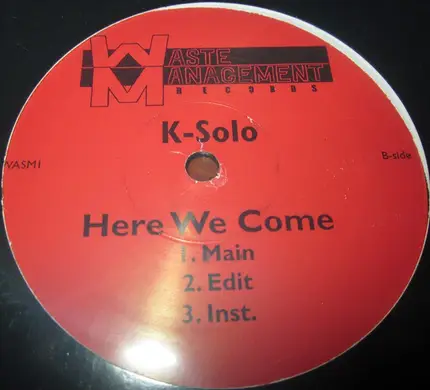 WASTE
MANAGEMENT
RECORDS
K-Solo
WASM1
B-side
Here We Come
1. Main
2. Edit
3. Inst.